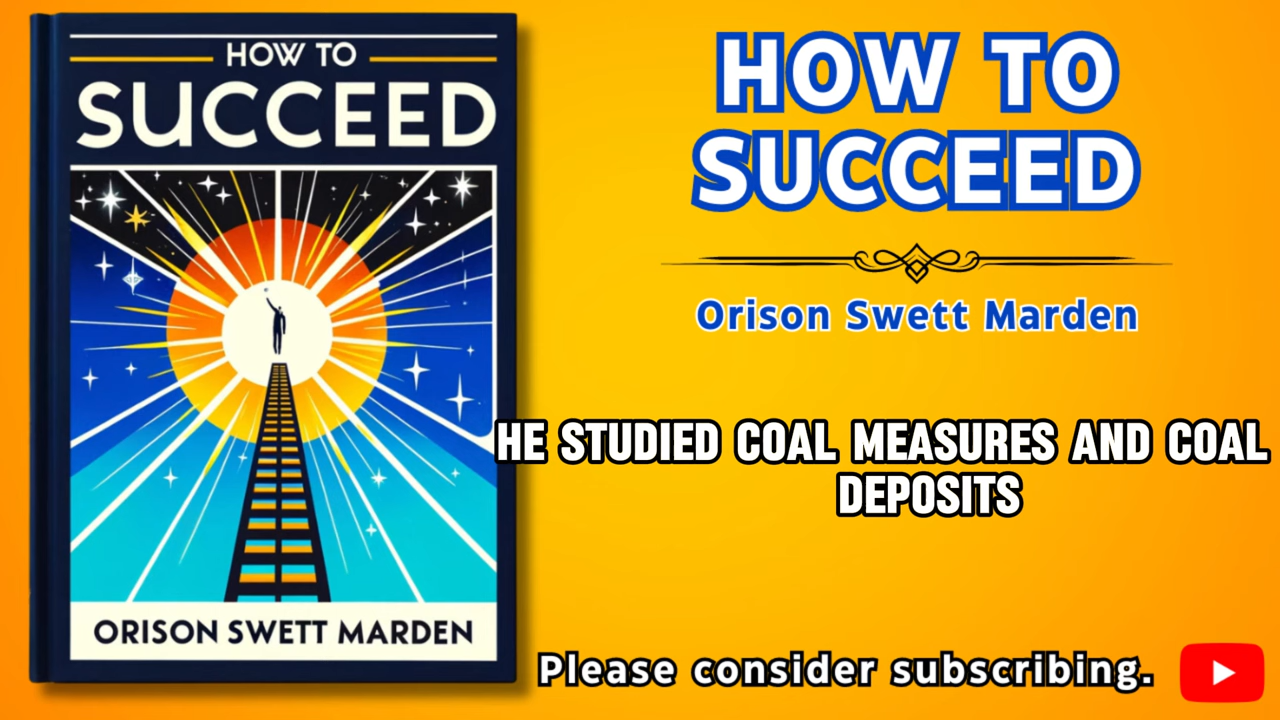 HOW TO
SUCCEED
ORISON SWETT MARDEN
HOW TO
SUCCEED
Orison Swett Marden
HE STUDIED COAL MEASURES AND COAL
DEPOSITS
Please consider subscribing.